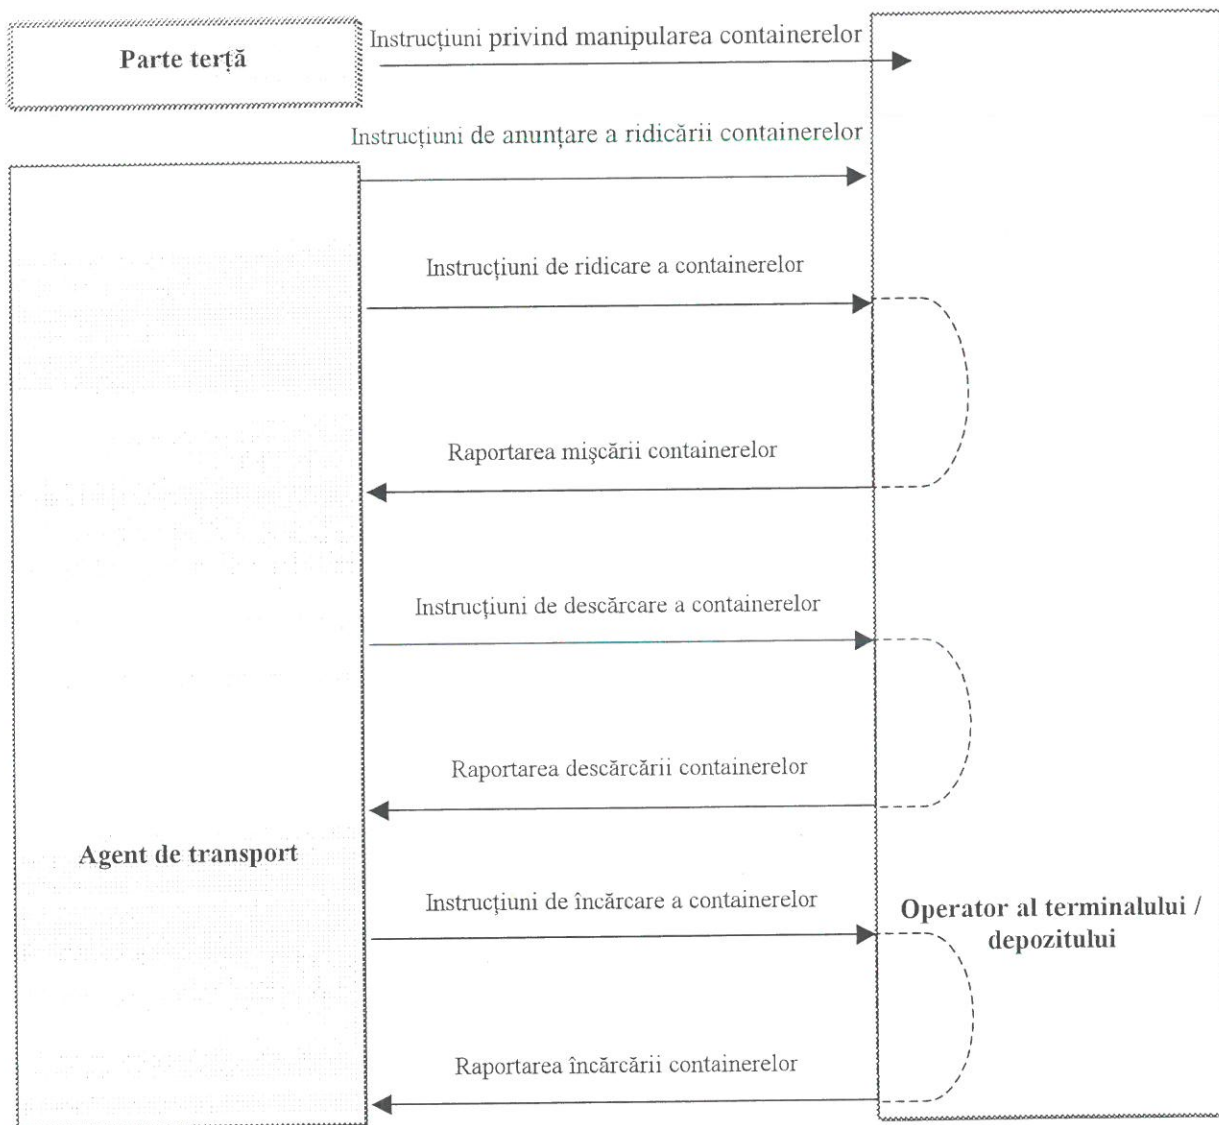 Parte terță
Instrucțiuni privind manipularea containerelor
Instrucțiuni de anunțare a ridicării containerelor
Instrucțiuni de ridicare a containerelor
Raportarea mişcării containerelor
Instrucțiuni de descărcare a containerelor
Raportarea descărcării containerelor
Agent de transport
Instrucțiuni de încărcare a containerelor
Operator al terminalului /
depozitului
Raportarea încărcării containerelor